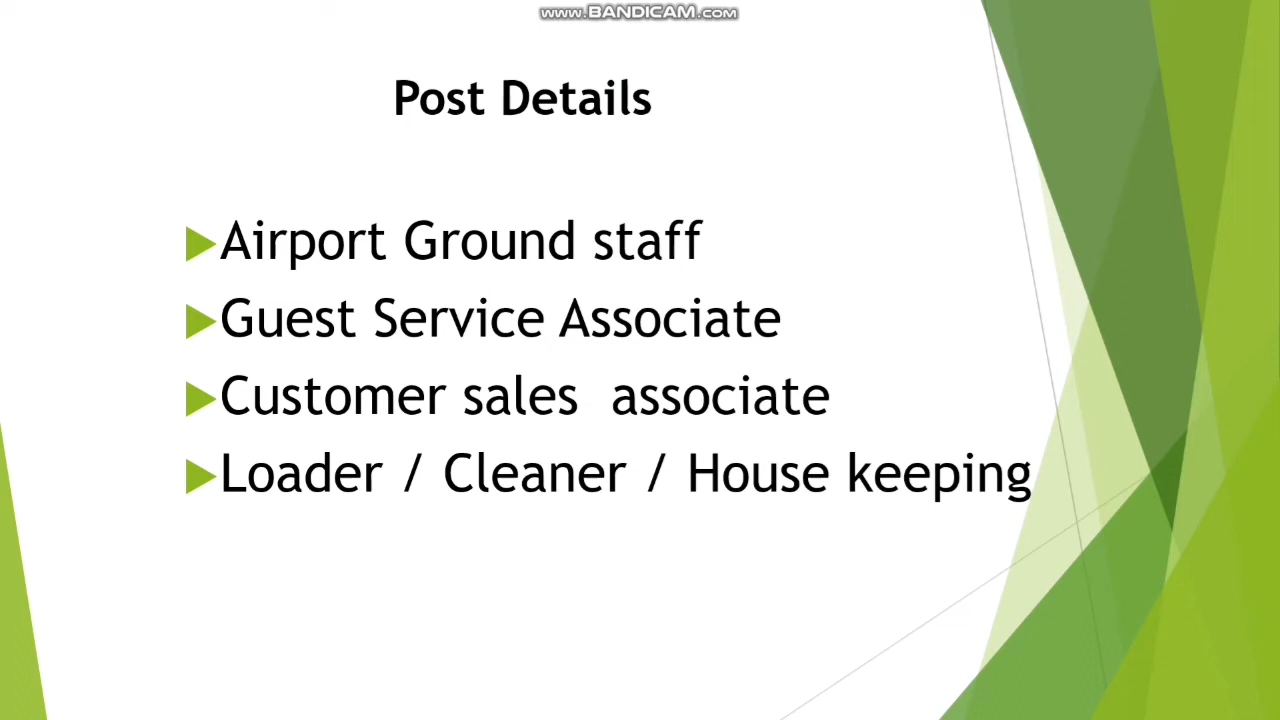 www.BANDICAM.com
Post Details
Airport Ground staff
Guest Service Associate
Customer sales  associate
Loader / Cleaner / House keeping